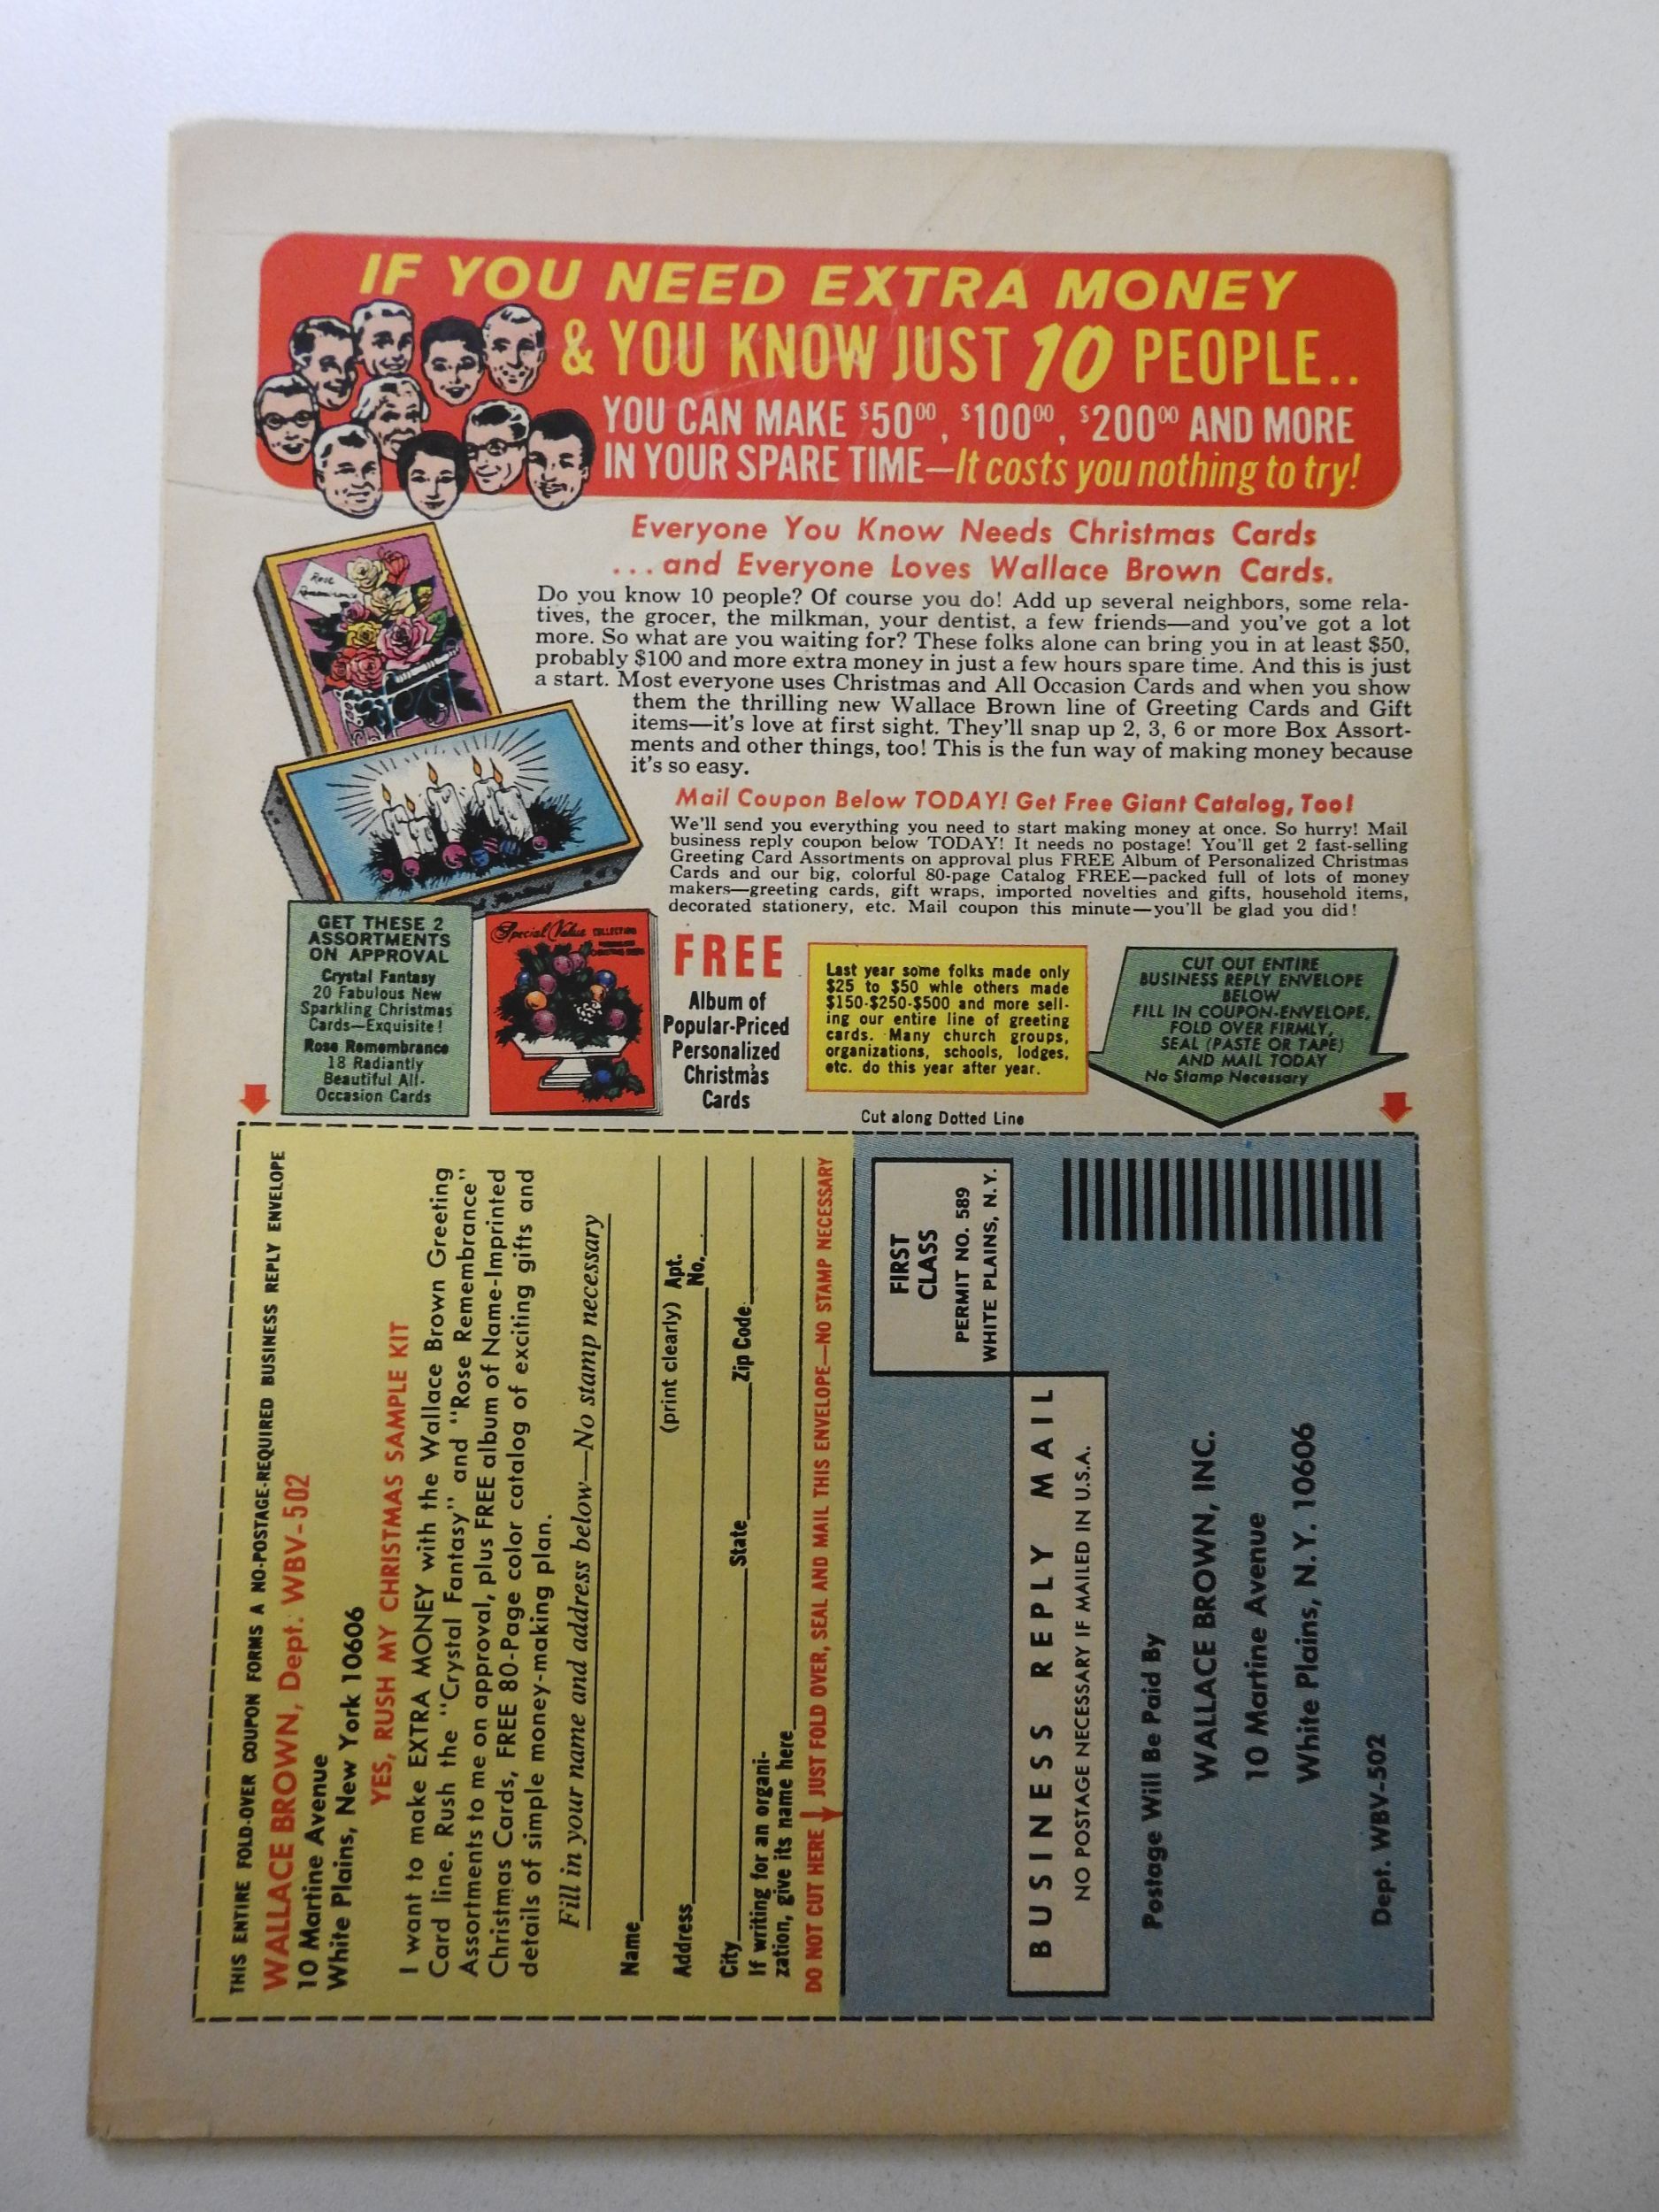 IF YOU NEED EXTRA MONEY
& YOU KNOW JUST 10 PEOPLE..
YOU CAN MAKE $50⁰⁰, $100⁰⁰, $200⁰⁰ AND MORE
IN YOUR SPARE TIME—It costs you nothing to try!
Everyone You Know Needs Christmas Cards
...and Everyone Loves Wallace Brown Cards.
Rose
Remembrance
Do you know 10 people? Of course you do! Add up several neighbors, some rela-
tives, the grocer, the milkman, your dentist, a few friends—and you've got a lot
more. So what are you waiting for? These folks alone can bring you in at least $50,
probably $100 and more extra money in just a few hours spare time. And this is just
a start. Most everyone uses Christmas and All Occasion Cards and when you show
them the thrilling new Wallace Brown line of Greeting Cards and Gift
items—it's love at first sight. They'll snap up 2, 3, 6 or more Box Assort-
ments and other things, too! This is the fun way of making money because
it's so easy.
Mail Coupon Below TODAY! Get Free Giant Catalog, Too!
We'll send you everything you need to start making money at once. So hurry! Mail
business reply coupon below TODAY! It needs no postage! You'll get 2 fast-selling
Greeting Card Assortments on approval plus FREE Album of Personalized Christmas
Cards and our big, colorful 80-page Catalog FREE—packed full of lots of money
makers—greeting cards, gift wraps, imported novelties and gifts, household items,
decorated stationery, etc. Mail coupon this minute—you'll be glad you did!
GET THESE 2
ASSORTMENTS
ON APPROVAL
Crystal Fantasy
20 Fabulous New
Sparkling Christmas
Cards—Exquisite!
Rose Remembrance
18 Radiantly
Beautiful All-
Occasion Cards
Special Value COLLECTION
FREE
Album of
Popular-Priced
Personalized
Christmas
Cards
Last year some folks made only
$25 to $50 whle others made
$150-$250-$500 and more sell-
ing our entire line of greeting
cards. Many church groups,
organizations, schools, lodges,
etc. do this year after year.
CUT OUT ENTIRE
BUSINESS REPLY ENVELOPE
BELOW
FILL IN COUPON-ENVELOPE,
FOLD OVER FIRMLY,
SEAL (PASTE OR TAPE)
AND MAIL TODAY
No Stamp Necessary
Cut along Dotted Line
THIS ENTIRE FOLD-OVER COUPON FORMS A NO-POSTAGE-REQUIRED BUSINESS REPLY ENVELOPE
WALLACE BROWN, Dept. WBV-502
10 Martine Avenue
White Plains, New York 10606
YES, RUSH MY CHRISTMAS SAMPLE KIT
I want to make EXTRA MONEY with the Wallace Brown Greeting
Card line. Rush the "Crystal Fantasy" and "Rose Remembrance"
Assortments to me on approval, plus FREE album of Name-Imprinted
Christmas Cards, FREE 80-Page color catalog of exciting gifts and
details of simple money-making plan.
Fill in your name and address below—No stamp necessary
Name
(print clearly)
Address Apt. No.
City State Zip Code
If writing for an organi-
zation, give its name here
DO NOT CUT HERE JUST FOLD OVER, SEAL AND MAIL THIS ENVELOPE—NO STAMP NECESSARY
FIRST
CLASS
PERMIT NO. 589
WHITE PLAINS, N.Y.
BUSINESS REPLY MAIL
NO POSTAGE NECESSARY IF MAILED IN U.S.A.
Postage Will Be Paid By
WALLACE BROWN, INC.
10 Martine Avenue
White Plains, N.Y. 10606
Dept. WBV-502